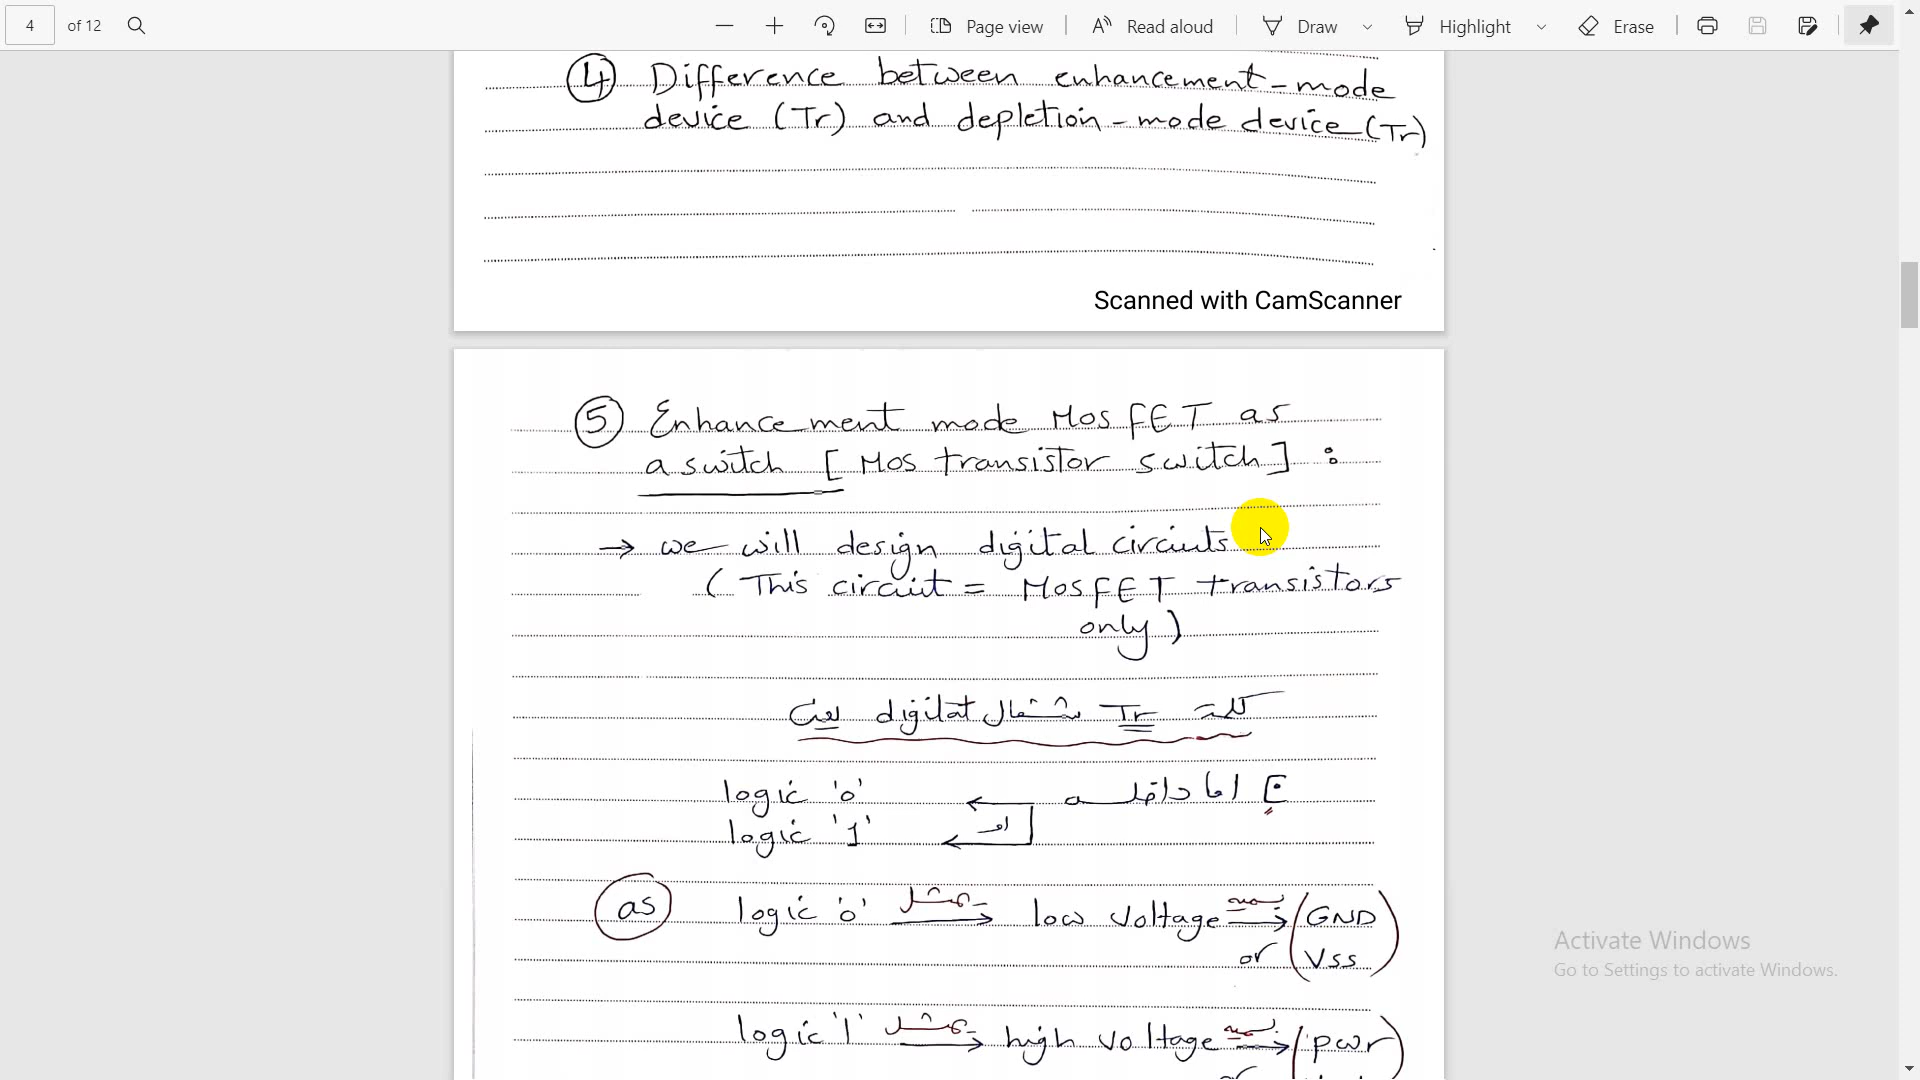 4 of 12 Page view Read aloud Draw Highlight Erase
④ Difference between enhancement-mode
device (Tr) and depletion-mode device (Tr)
Scanned with CamScanner
⑤ Enhancement mode MosFET as
a switch [ Mos transistor switch ] :
→ we will design digital circiuts
( This circiut = MosFET transistors
only )
كلمة Tr شغال digital يعني
logic '0' ← اما داخله
logic '1' ← او
as logic '0' → low voltage → ( GND
or Vss )
logic '1' → high voltage → ( pwr )
or
Activate Windows
Go to Settings to activate Windows.